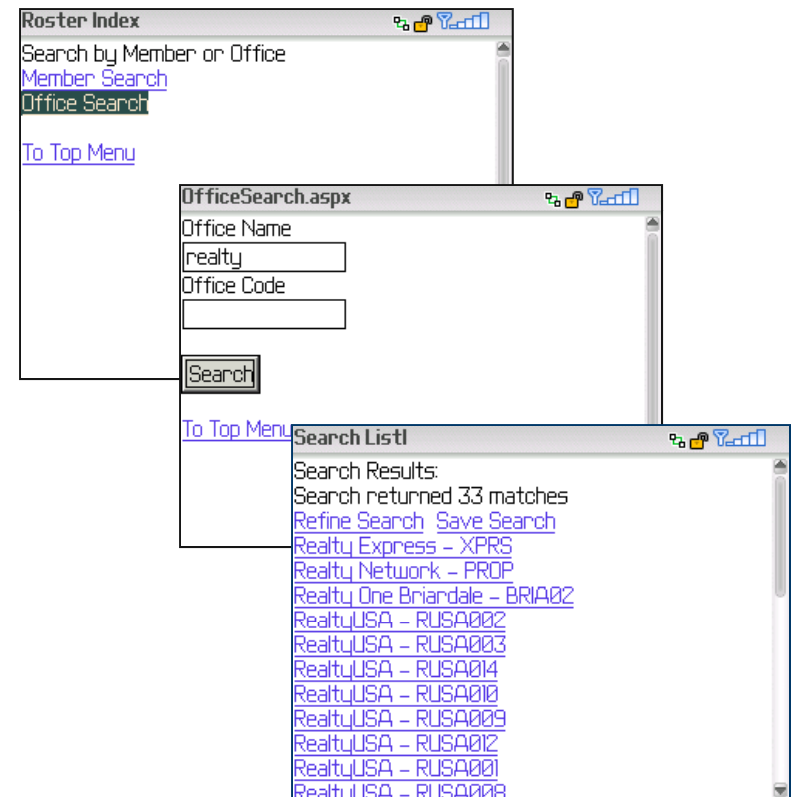 Roster Index
Search by Member or Office
Member Search
Office Search
To Top Menu
OfficeSearch.aspx
Office Name
realty
Office Code
Search
To Top Menu
Search Listl
Search Results:
Search returned 33 matches
Refine Search Save Search
Realty Express – XPRS
Realty Network – PROP
Realty One Briardale – BRIA02
RealtyUSA – RUSA002
RealtyUSA – RUSA003
RealtyUSA – RUSA014
RealtyUSA – RUSA010
RealtyUSA – RUSA009
RealtyUSA – RUSA012
RealtyUSA – RUSA001
RealtyUSA – RUSA008